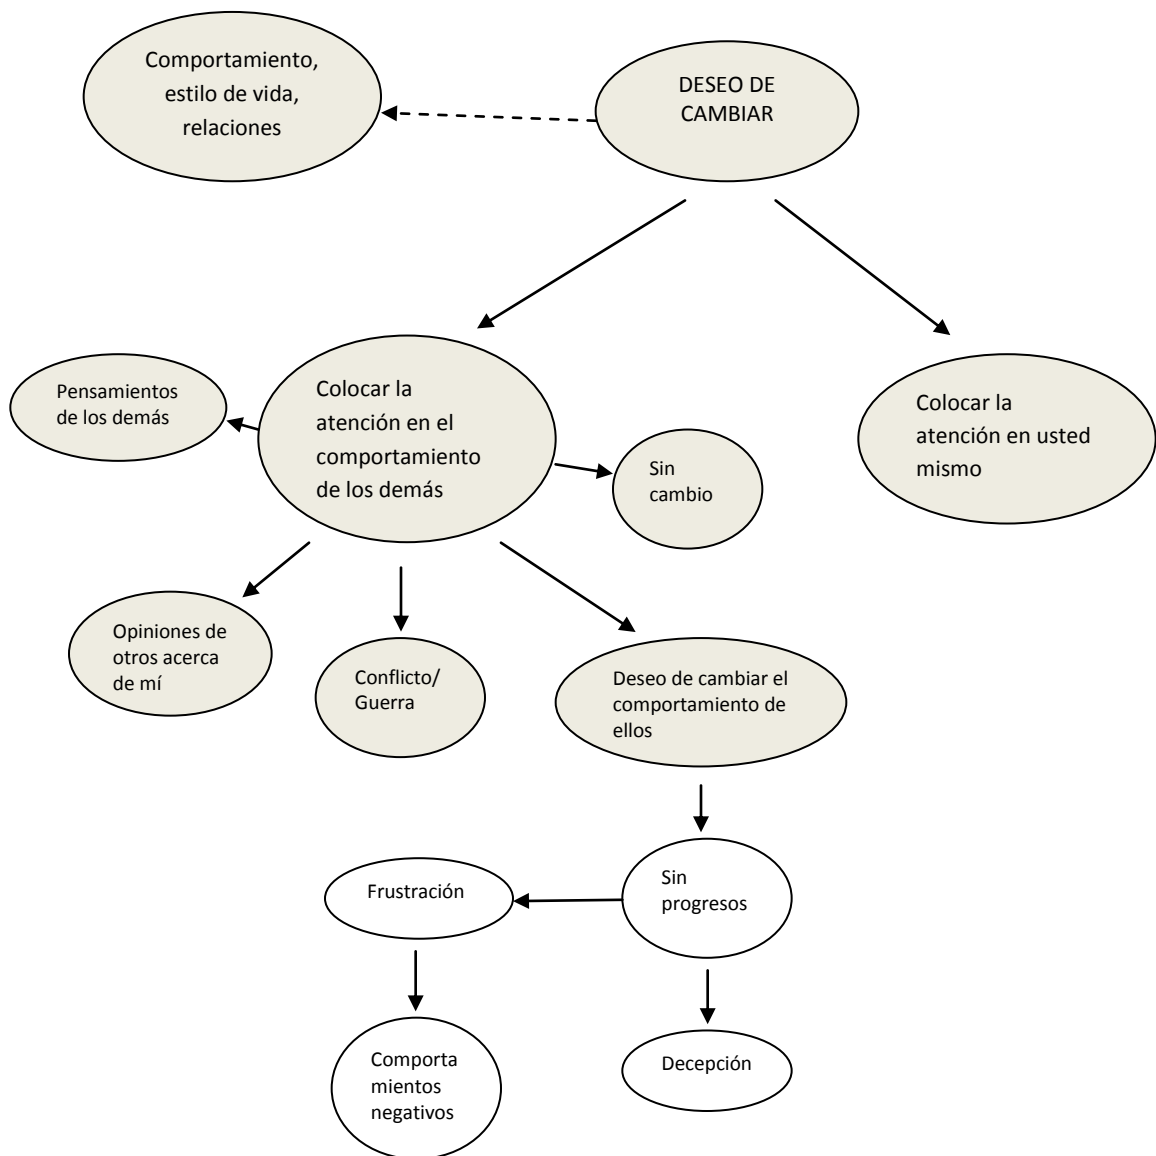 Comportamiento,
estilo de vida,
relaciones
DESEO DE
CAMBIAR
Pensamientos
de los demás
Colocar la
atención en el
comportamiento
de los demás
Sin
cambio
Colocar la
atención en usted
mismo
Opiniones de
otros acerca
de mí
Conflicto/
Guerra
Deseo de cambiar el
comportamiento de
ellos
Frustración
Sin
progresos
Comporta
mientos
negativos
Decepción